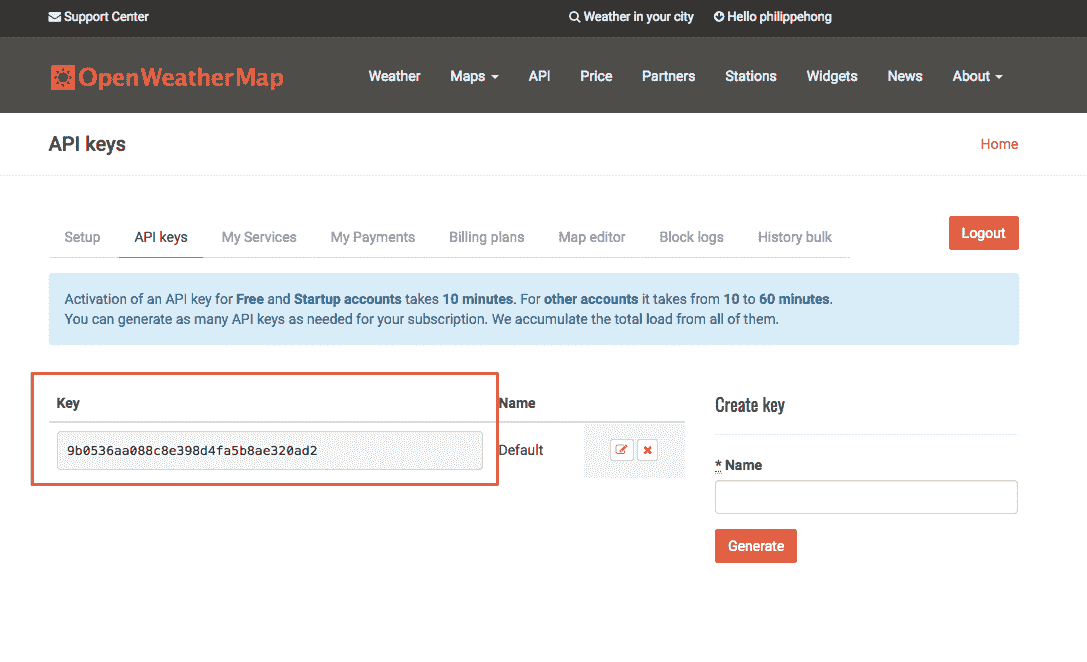 Support Center
Weather in your city
Hello philippehong
OpenWeatherMap
Weather
Maps
API
Price
Partners
Stations
Widgets
News
About
API keys
Home
Setup
API keys
My Services
My Payments
Billing plans
Map editor
Block logs
History bulk
Logout
Activation of an API key for Free and Startup accounts takes 10 minutes. For other accounts it takes from 10 to 60 minutes.
You can generate as many API keys as needed for your subscription. We accumulate the total load from all of them.
Key
Name
9b0536aa088c8e398d4fa5b8ae320ad2
Default
Create key
* Name
Generate